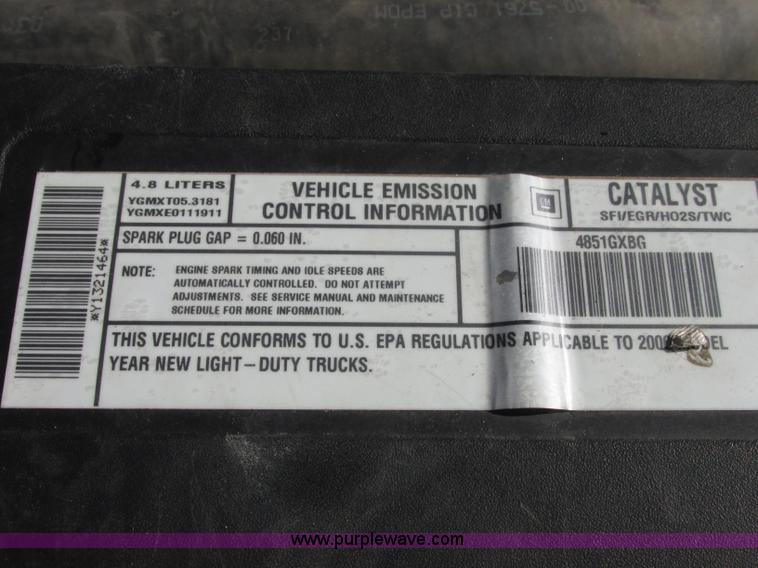 237
4.8 LITERS
YGMXT05.3181
YGMXE0111911
VEHICLE EMISSION
CONTROL INFORMATION
GM
CATALYST
SFI/EGR/HO2S/TWC
SPARK PLUG GAP = 0.060 IN.
NOTE: ENGINE SPARK TIMING AND IDLE SPEEDS ARE
AUTOMATICALLY CONTROLLED. DO NOT ATTEMPT
ADJUSTMENTS. SEE SERVICE MANUAL AND MAINTENANCE
SCHEDULE FOR MORE INFORMATION.
4851GXBG
THIS VEHICLE CONFORMS TO U.S. EPA REGULATIONS APPLICABLE TO
YEAR NEW LIGHT-DUTY TRUCKS.
*Y1321464*
www.purplewave.com